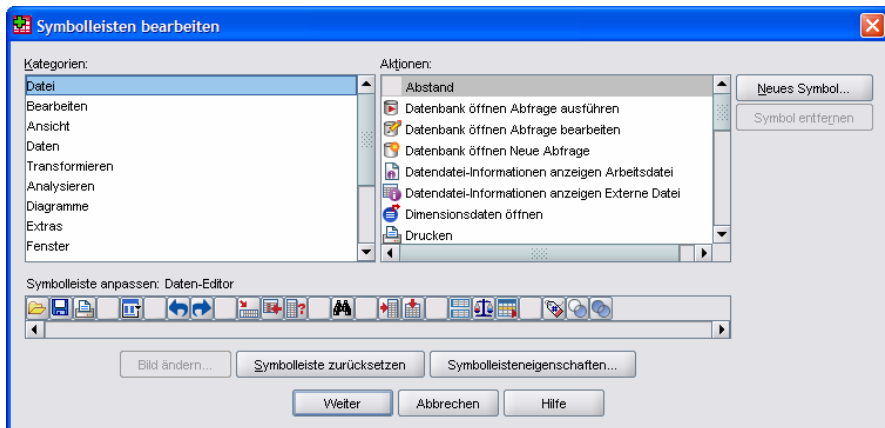 Symbolleisten bearbeiten
Kategorien:
Datei
Bearbeiten
Ansicht
Daten
Transformieren
Analysieren
Diagramme
Extras
Fenster
Aktionen:
Abstand
Datenbank öffnen Abfrage ausführen
Datenbank öffnen Abfrage bearbeiten
Datenbank öffnen Neue Abfrage
Datendatei-Informationen anzeigen Arbeitsdatei
Datendatei-Informationen anzeigen Externe Datei
Dimensionsdaten öffnen
Drucken
Neues Symbol...
Symbol entfernen
Symbolleiste anpassen: Daten-Editor
Bild ändern...
Symbolleiste zurücksetzen
Symbolleisteneigenschaften...
Weiter
Abbrechen
Hilfe